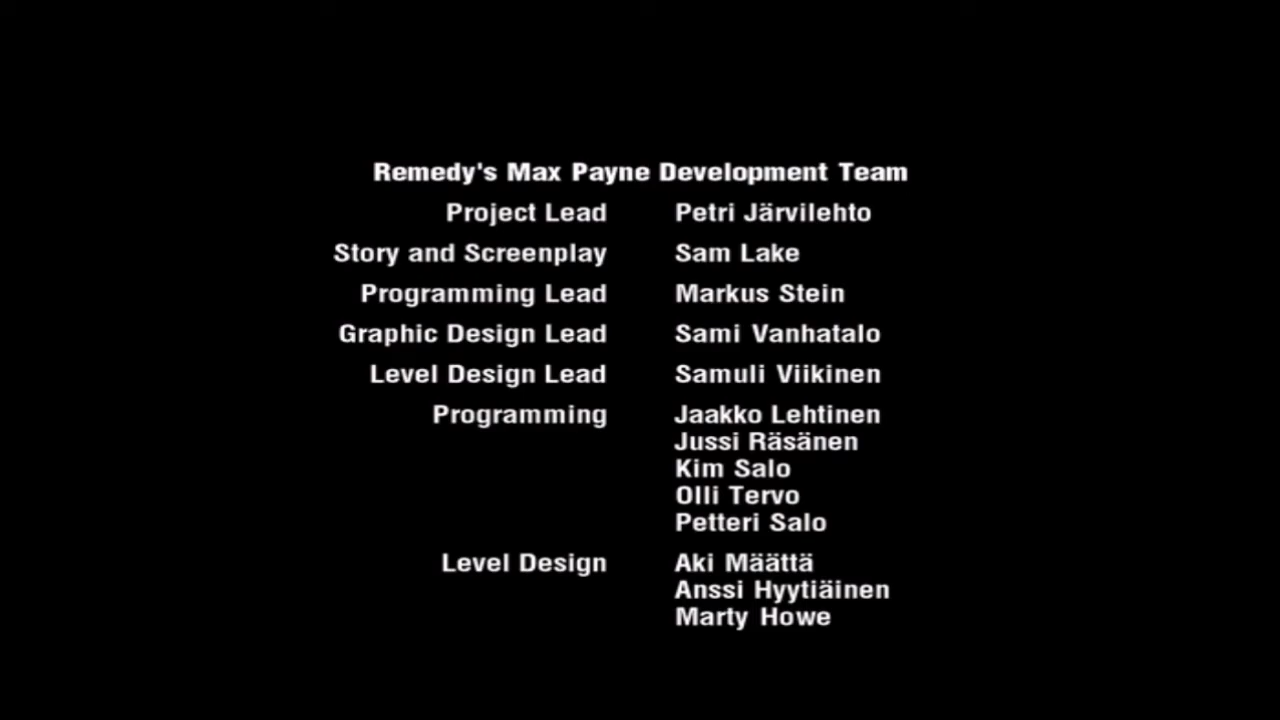 Remedy's Max Payne Development Team
Project Lead Petri Järvilehto
Story and Screenplay Sam Lake
Programming Lead Markus Stein
Graphic Design Lead Sami Vanhatalo
Level Design Lead Samuli Viikinen
Programming Jaakko Lehtinen
Jussi Räsänen
Kim Salo
Olli Tervo
Petteri Salo
Level Design Aki Määttä
Anssi Hyytiäinen
Marty Howe